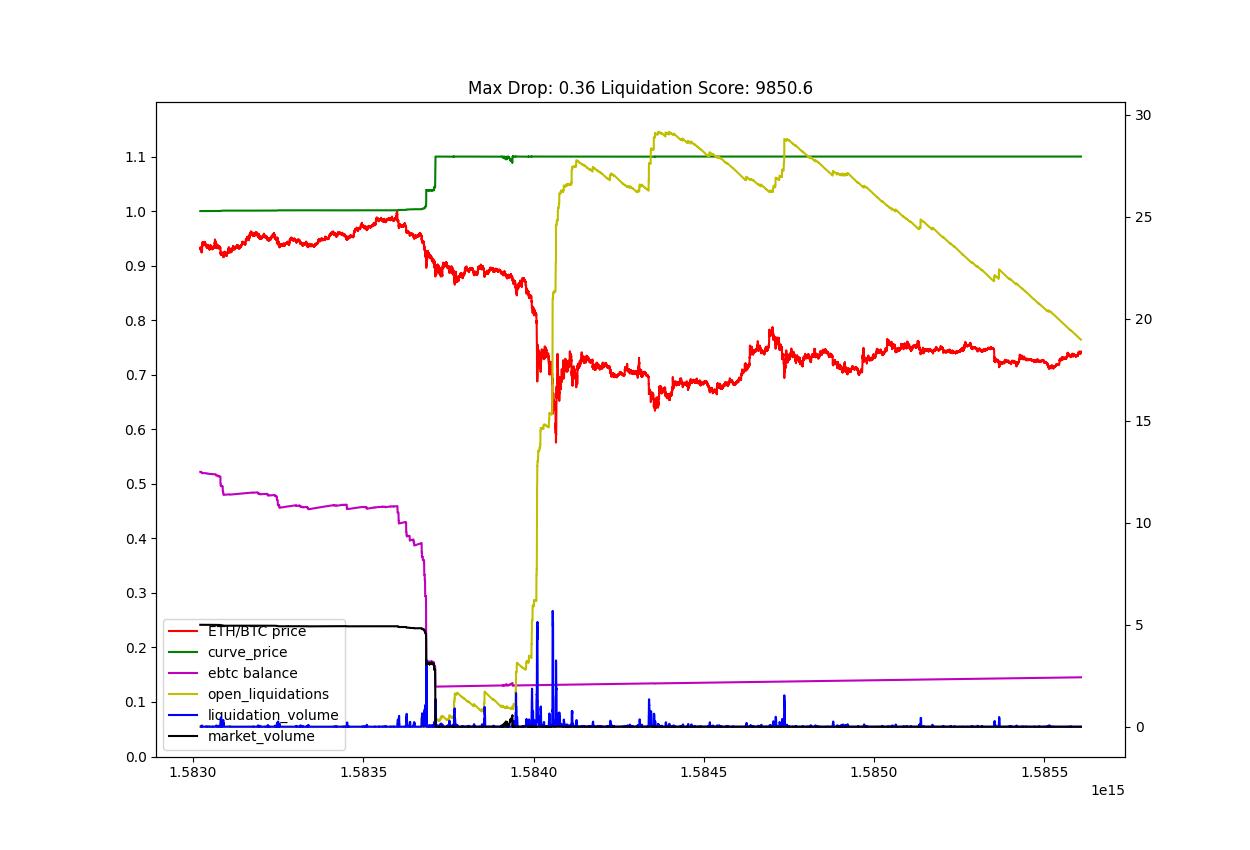 Max Drop: 0.36 Liquidation Score: 9850.6
1.1
1.0
0.9
0.8
0.7
0.6
0.5
0.4
0.3
0.2
0.1
0.0
30
25
20
15
10
5
0
ETH/BTC price
curve_price
ebtc balance
open_liquidations
liquidation_volume
market_volume
1.5830 1.5835 1.5840 1.5845 1.5850 1.5855
1e15